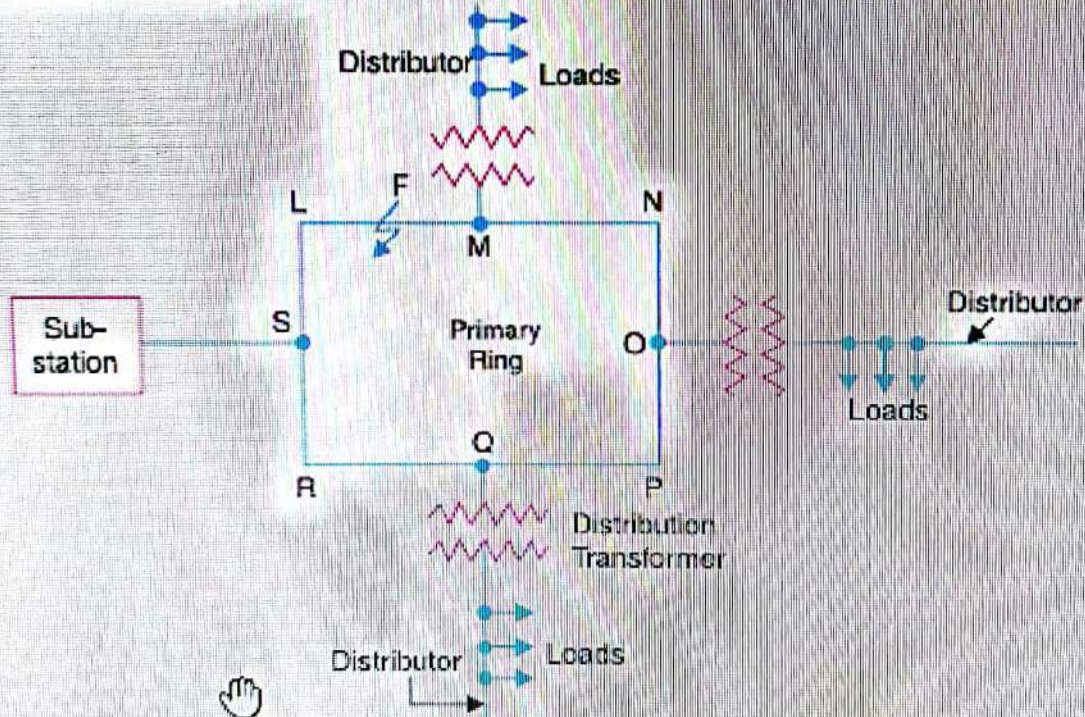 Distributor
Loads
L
F
N
M
Sub-
station
S
Primary
Ring
O
Distributor
Loads
Q
R
P
Distribution
Transformer
Distributor
Loads